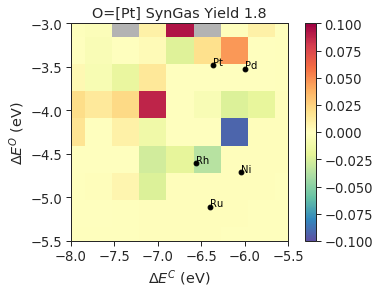 O=[Pt] SynGas Yield 1.8
−3.0
−3.5
−4.0
−4.5
−5.0
−5.5
ΔE^O (eV)
Pt
Pd
Rh
Ni
Ru
−8.0 −7.5 −7.0 −6.5 −6.0 −5.5
ΔE^C (eV)
0.100
0.075
0.050
0.025
0.000
−0.025
−0.050
−0.075
−0.100